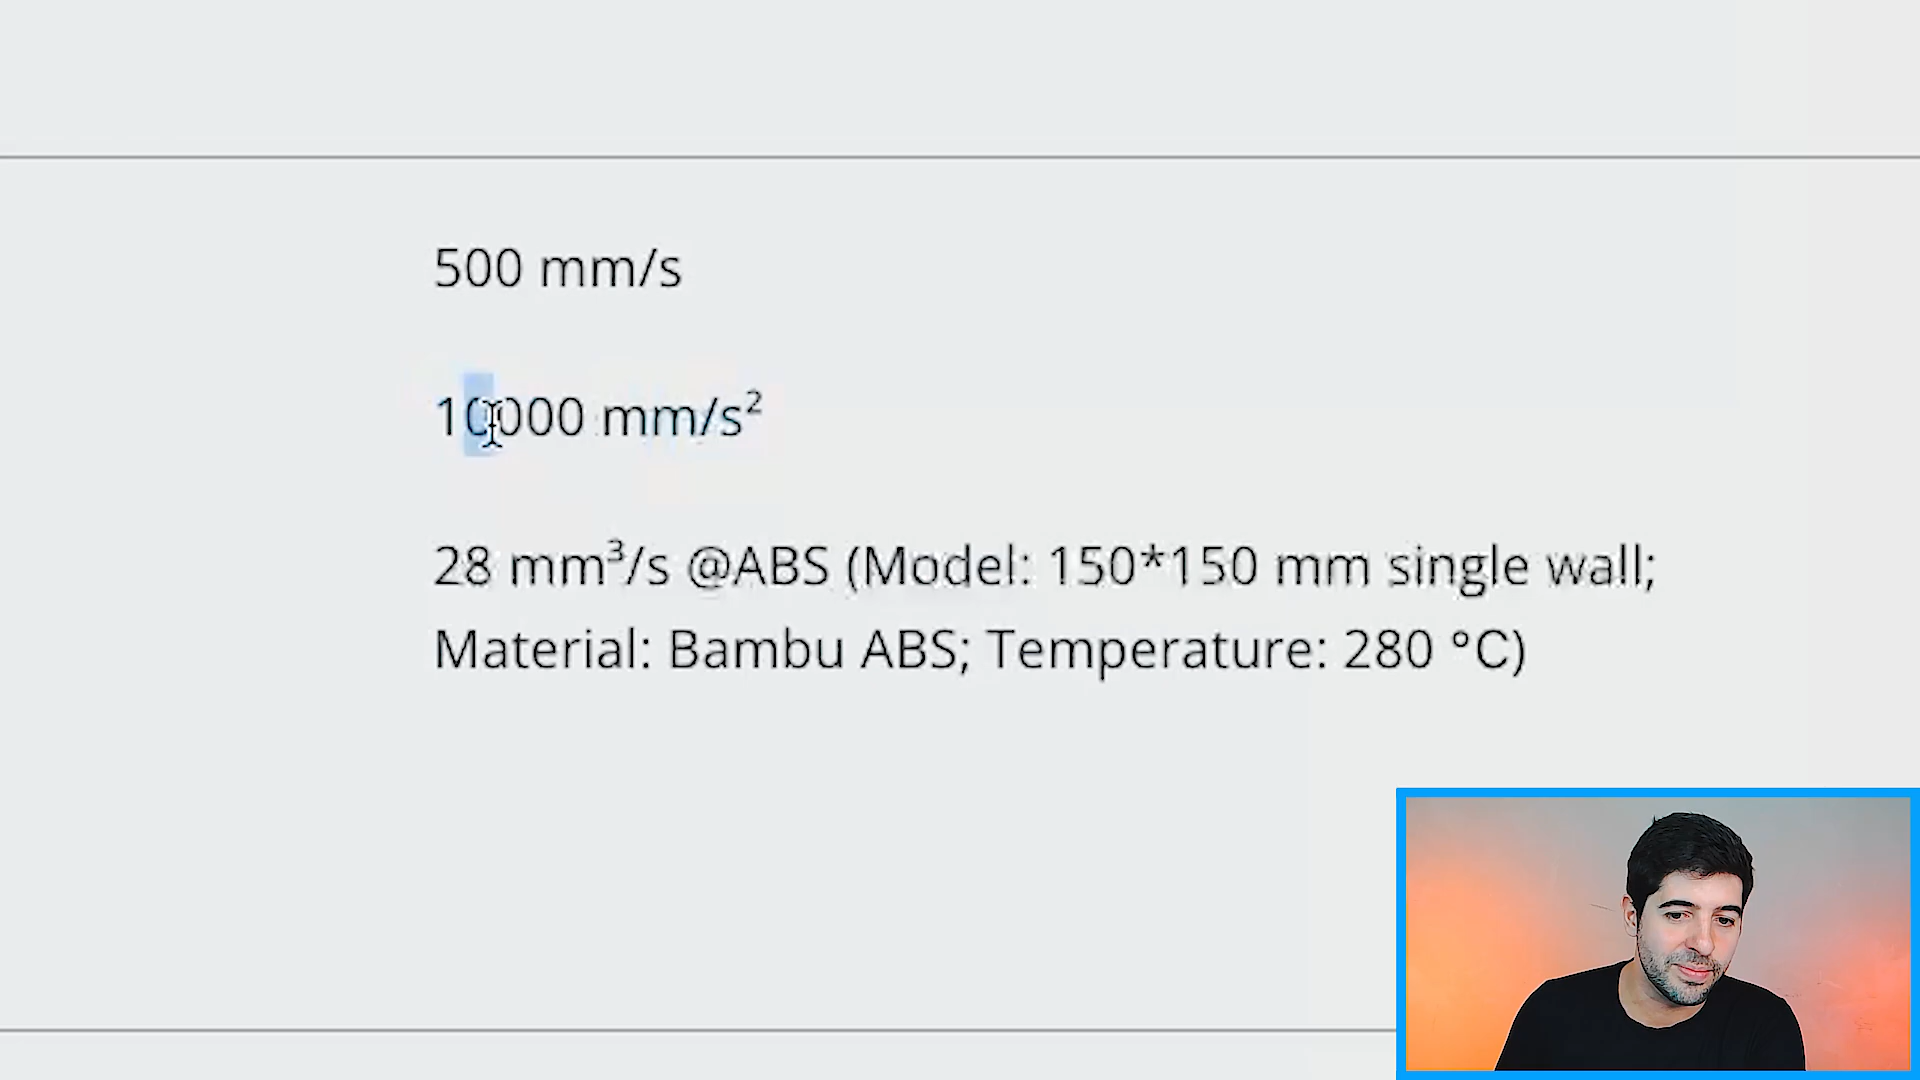 500 mm/s
10000 mm/s²
28 mm³/s @ABS (Model: 150*150 mm single wall;
Material: Bambu ABS; Temperature: 280 °C)